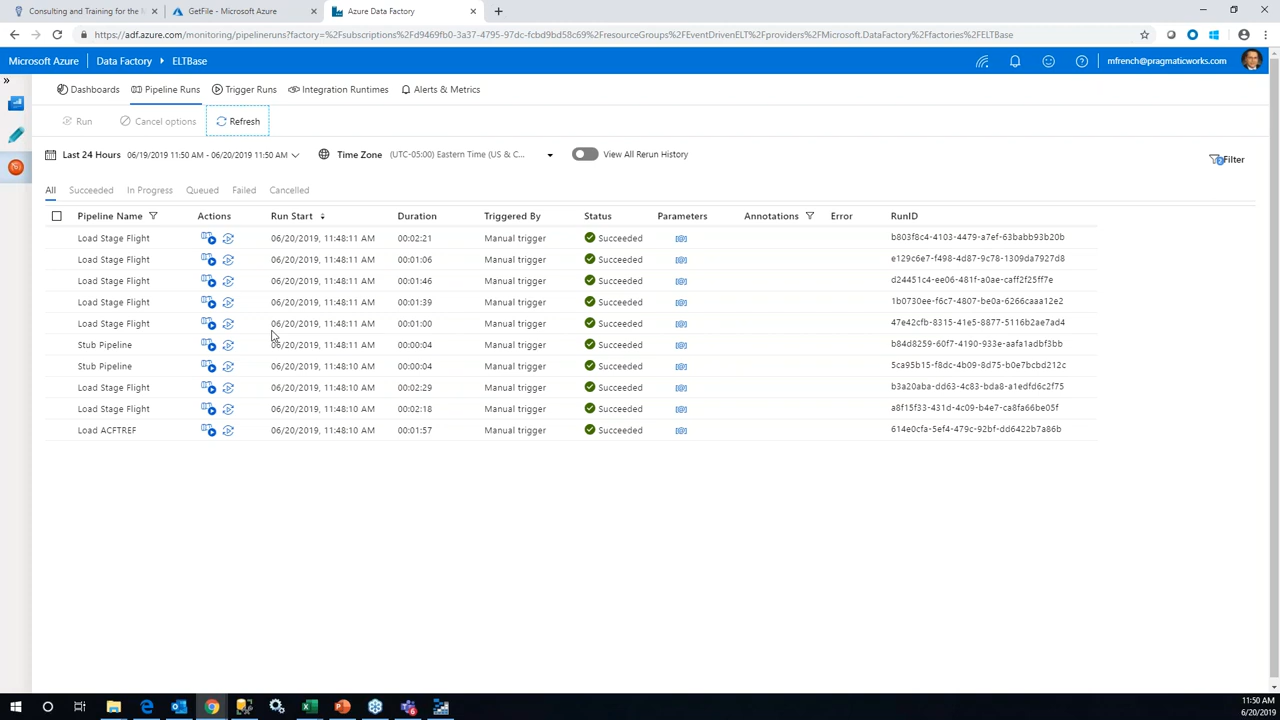 Consulting and Training for the M
GetFile - Microsoft Azure
Azure Data Factory
https://adf.azure.com/monitoring/pipelineruns?factory=%2Fsubscriptions%2Fd9469fb0-3a37-4795-97dc-fcbd9bd58c69%2FresourceGroups%2FEventDrivenELT%2Fproviders%2FMicrosoft.DataFactory%2Ffactories%2FELTBase
Microsoft Azure Data Factory > ELTBase mfrench@pragmaticworks.com
» Dashboards Pipeline Runs Trigger Runs Integration Runtimes Alerts & Metrics
Run Cancel options Refresh
Last 24 Hours 06/19/2019 11:50 AM - 06/20/2019 11:50 AM Time Zone (UTC-05:00) Eastern Time (US & C... View All Rerun History Filter
All Succeeded In Progress Queued Failed Cancelled
Pipeline Name Actions Run Start Duration Triggered By Status Parameters Annotations Error RunID
Load Stage Flight 06/20/2019, 11:48:11 AM 00:02:21 Manual trigger Succeeded b803f8c4-4103-4479-a7ef-63babb93b20b
Load Stage Flight 06/20/2019, 11:48:11 AM 00:01:06 Manual trigger Succeeded e129c6e7-f498-4d87-9c78-1309da7927d8
Load Stage Flight 06/20/2019, 11:48:11 AM 00:01:46 Manual trigger Succeeded d24451c4-ee06-481f-a0ae-caff2f25ff7e
Load Stage Flight 06/20/2019, 11:48:11 AM 00:01:39 Manual trigger Succeeded 1b0730ee-f6c7-4807-be0a-6266caaa12e2
Load Stage Flight 06/20/2019, 11:48:11 AM 00:01:00 Manual trigger Succeeded 47e42cfb-8315-41e5-8877-5116b2ae7ad4
Stub Pipeline 06/20/2019, 11:48:11 AM 00:00:04 Manual trigger Succeeded b84d8259-60f7-4190-933e-aafa1adbf3bb
Stub Pipeline 06/20/2019, 11:48:10 AM 00:00:04 Manual trigger Succeeded 5ca95b15-f8dc-4b09-8d75-b0e7bcbd212c
Load Stage Flight 06/20/2019, 11:48:10 AM 00:02:29 Manual trigger Succeeded b3a20aba-dd63-4c83-bda8-a1edfd6c2f75
Load Stage Flight 06/20/2019, 11:48:10 AM 00:02:18 Manual trigger Succeeded a8f15f33-431d-4c09-b4e7-ca8fa66be05f
Load ACFTREF 06/20/2019, 11:48:10 AM 00:01:57 Manual trigger Succeeded 614e0cfa-5ef4-479c-92bf-dd6422b7a86b
11:50 AM
6/20/2019